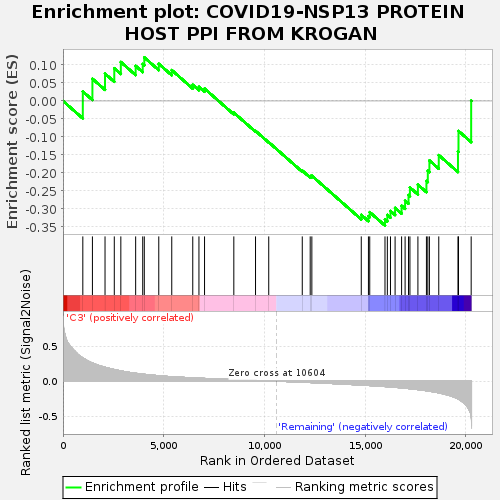 Enrichment plot: COVID19-NSP13 PROTEIN
HOST PPI FROM KROGAN
Enrichment score (ES)
0.10
0.05
0.00
-0.05
-0.10
-0.15
-0.20
-0.25
-0.30
-0.35
'C3' (positively correlated)
Ranked list metric (Signal2Noise)
0.5
0.0
-0.5
Zero cross at 10604
'Remaining' (negatively correlated)
0
5,000
10,000
15,000
20,000
Rank in Ordered Dataset
Enrichment profile
Hits
Ranking metric scores